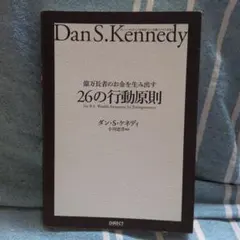 Dan S. Kennedy
億万長者のお金を生み出す
26の行動原則
ダン・S・ケネディ
DIRECT